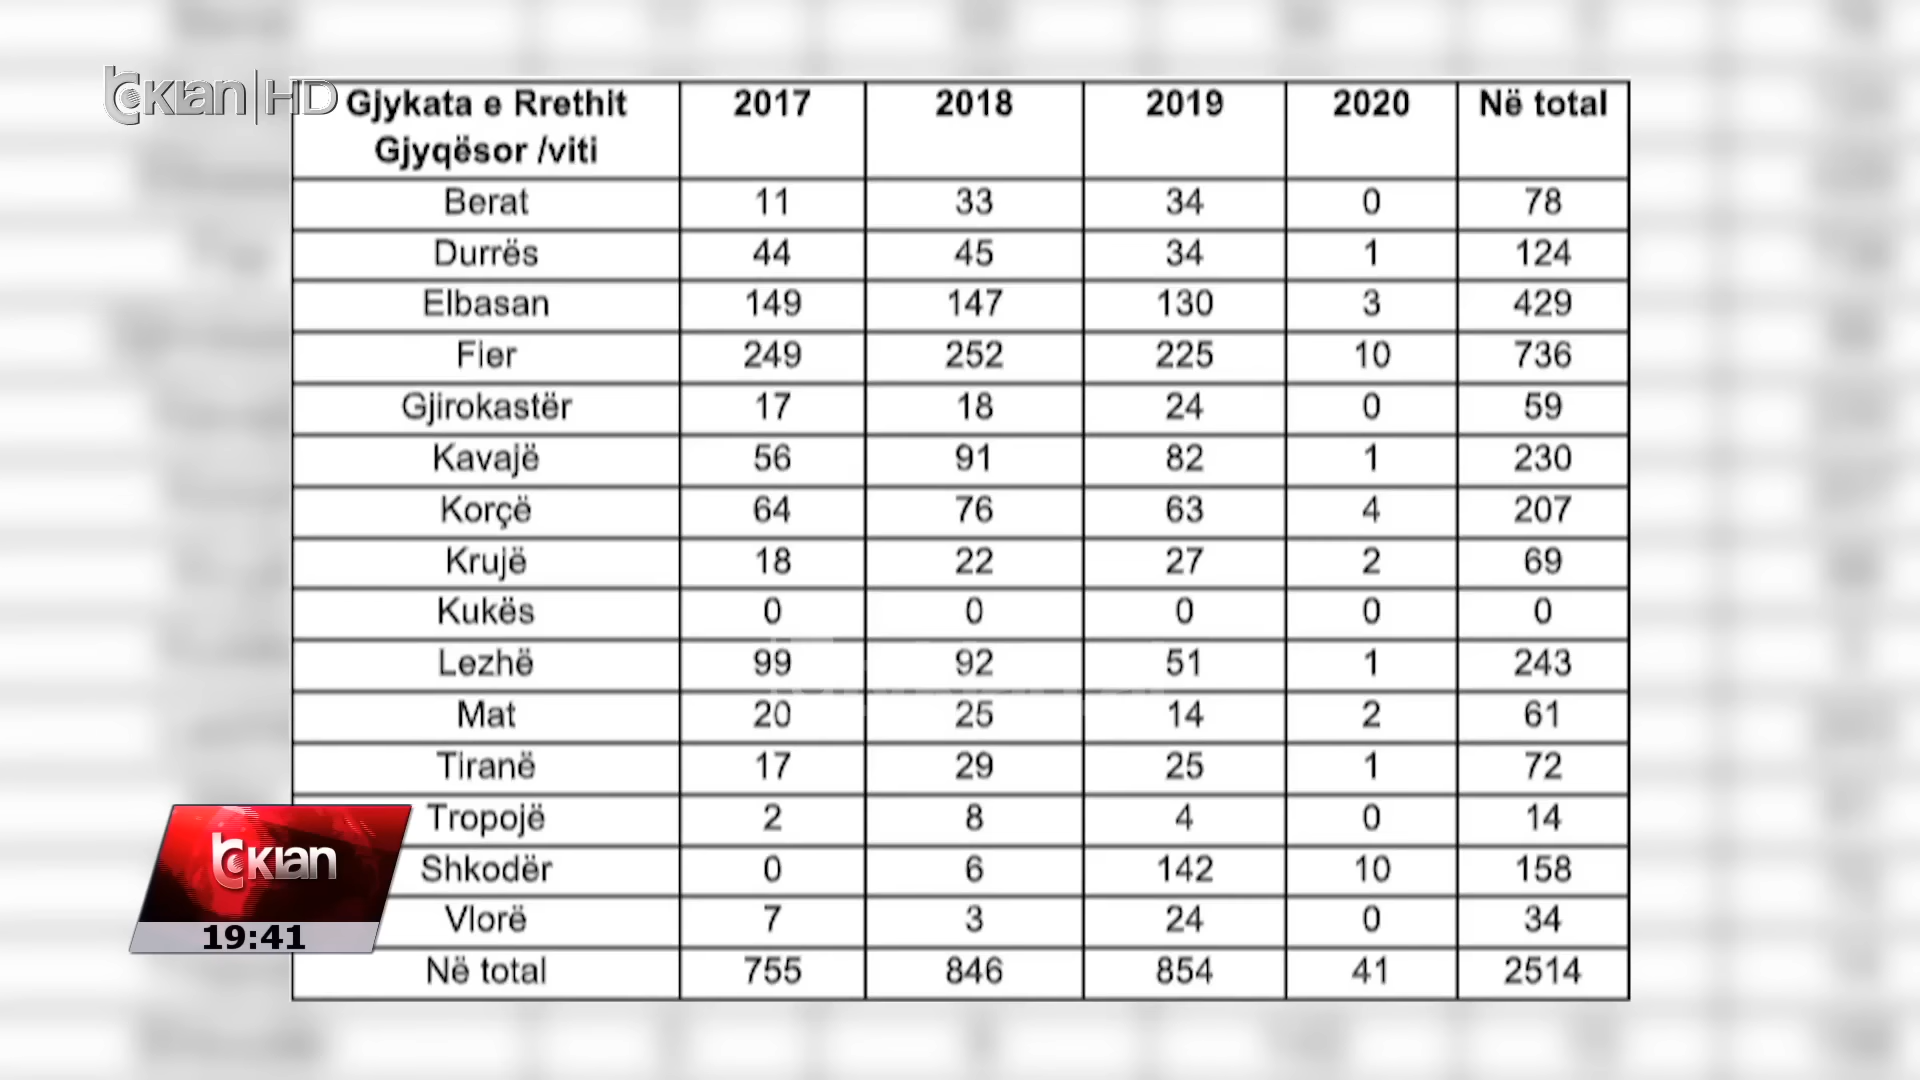 klan HD
Gjykata e Rrethit Gjyqësor /viti 2017 2018 2019 2020 Në total
Berat 11 33 34 0 78
Durrës 44 45 34 1 124
Elbasan 149 147 130 3 429
Fier 249 252 225 10 736
Gjirokastër 17 18 24 0 59
Kavajë 56 91 82 1 230
Korçë 64 76 63 4 207
Krujë 18 22 27 2 69
Kukës 0 0 0 0 0
Lezhë 99 92 51 1 243
Mat 20 25 14 2 61
Tiranë 17 29 25 1 72
Tropojë 2 8 4 0 14
Shkodër 0 6 142 10 158
Vlorë 7 3 24 0 34
Në total 755 846 854 41 2514
klan
19:41